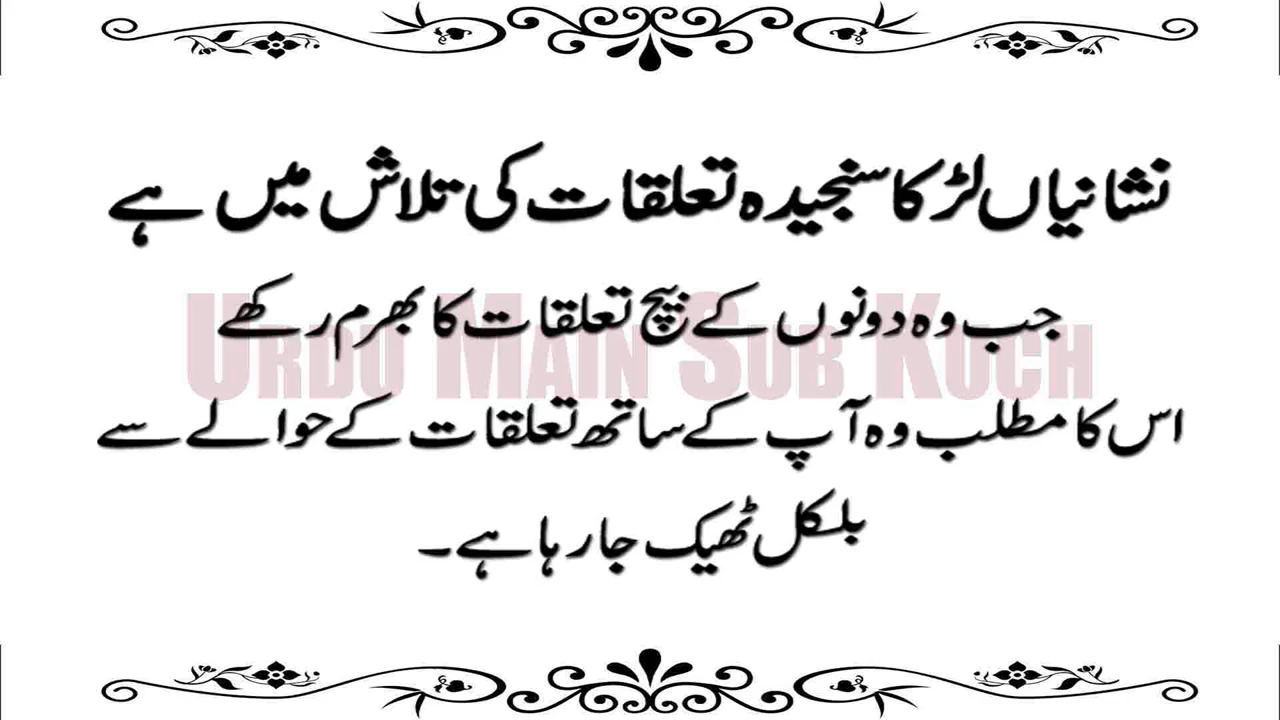 نشانیاں لڑکا سنجیدہ تعلقات کی تلاش میں ہے
جب وہ دونوں کے بیچ تعلقات کا بھرم رکھے
URDU MAIN SUB KUCH
اس کا مطلب وہ آپ کے ساتھ تعلقات کے حوالے سے
بلکل ٹھیک جا رہا ہے۔